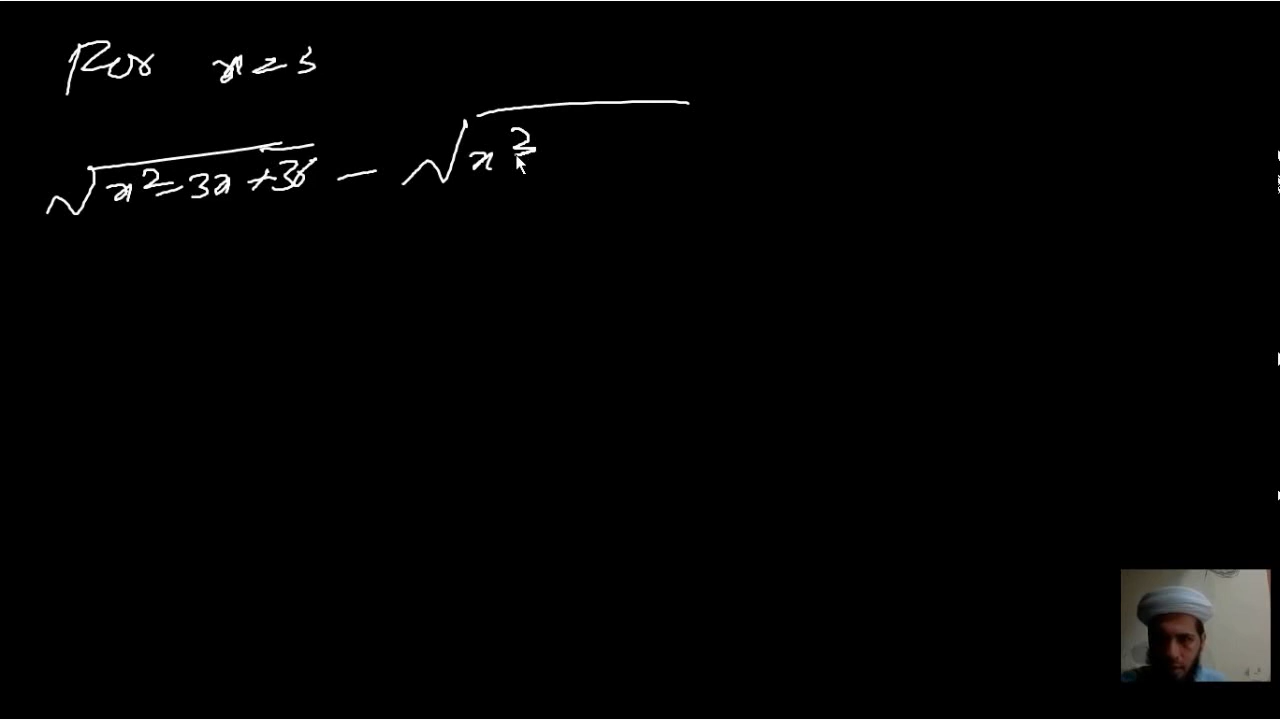 For x = 3
√(x² - 3x + 36) - √(x² -